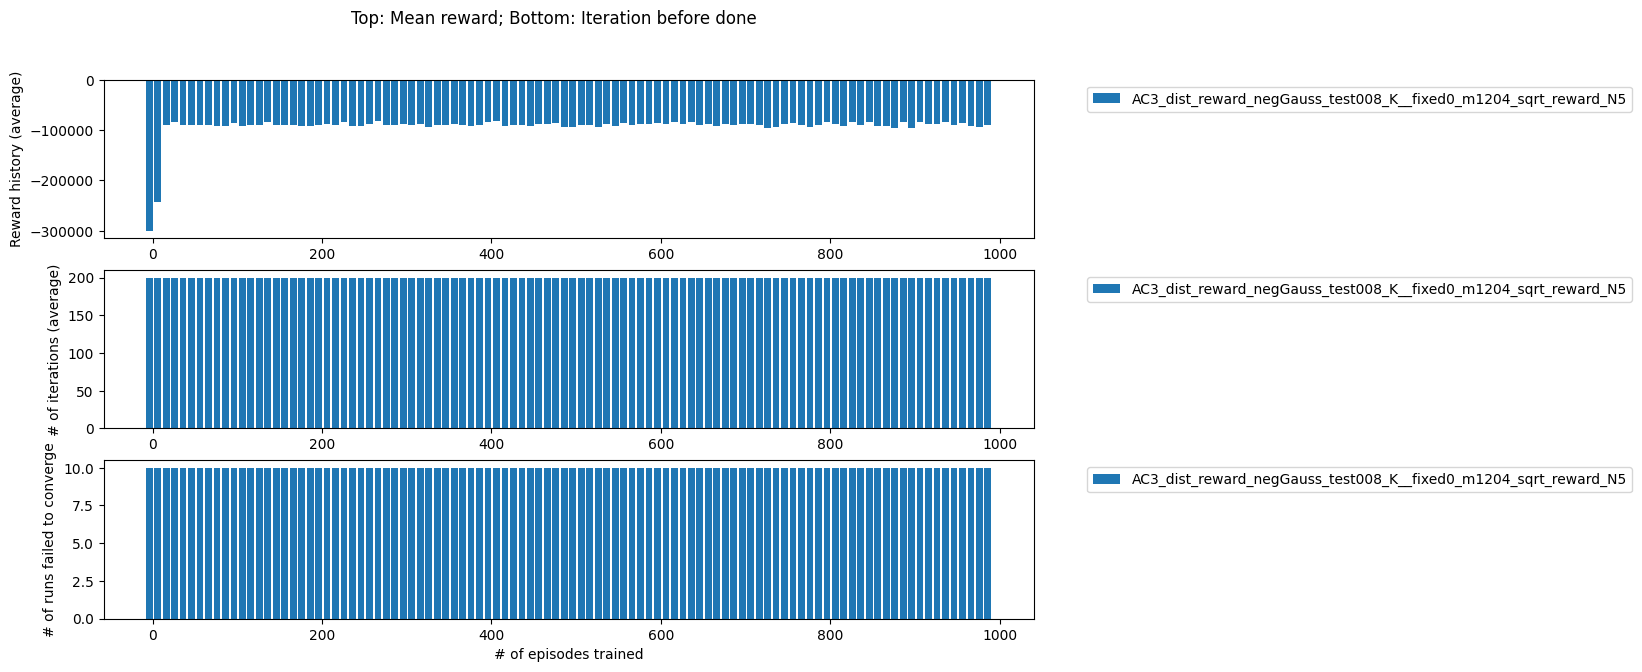 Top: Mean reward; Bottom: Iteration before done
Reward history (average)
0
−100000
−200000
−300000
0 200 400 600 800 1000
AC3_dist_reward_negGauss_test008_K__fixed0_m1204_sqrt_reward_N5
# of iterations (average)
200
150
100
50
0
0 200 400 600 800 1000
AC3_dist_reward_negGauss_test008_K__fixed0_m1204_sqrt_reward_N5
# of runs failed to converge
10.0
7.5
5.0
2.5
0.0
0 200 400 600 800 1000
# of episodes trained
AC3_dist_reward_negGauss_test008_K__fixed0_m1204_sqrt_reward_N5